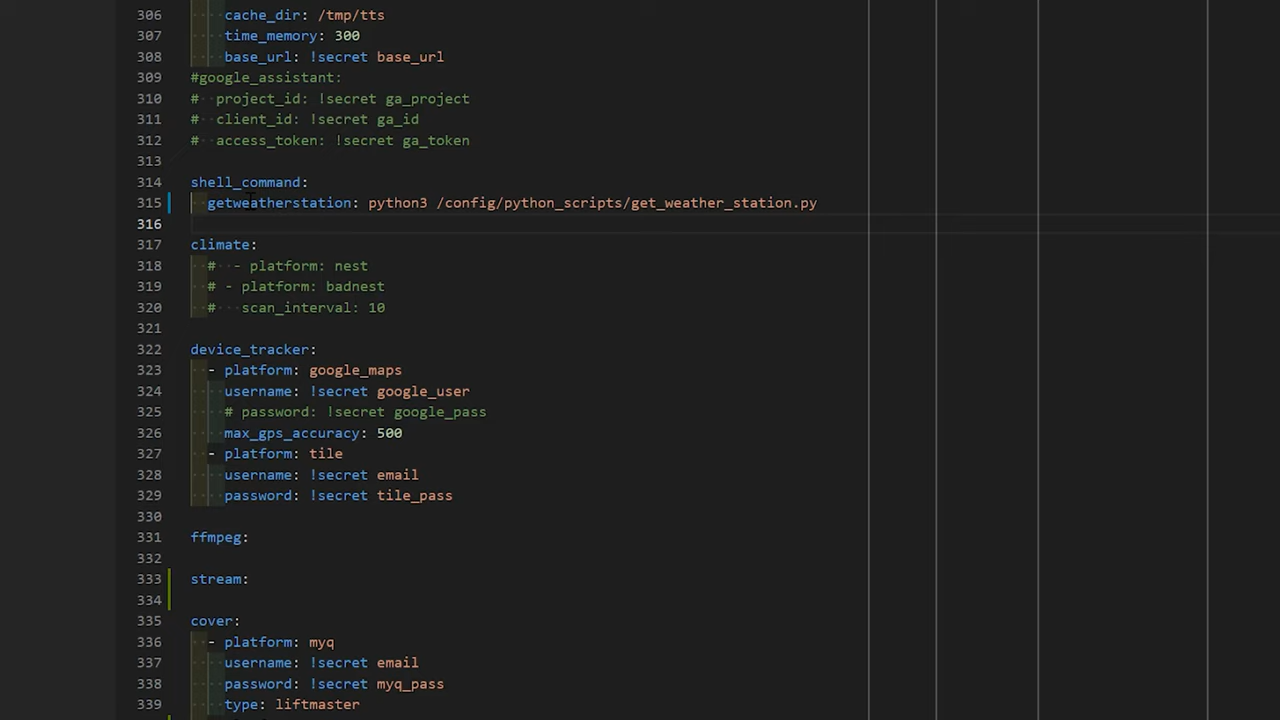 306 cache_dir: /tmp/tts
307 time_memory: 300
308 base_url: !secret base_url
309 #google_assistant:
310 # project_id: !secret ga_project
311 # client_id: !secret ga_id
312 # access_token: !secret ga_token
313
314 shell_command:
315 getweatherstation: python3 /config/python_scripts/get_weather_station.py
316
317 climate:
318 # - platform: nest
319 # - platform: badnest
320 # scan_interval: 10
321
322 device_tracker:
323 - platform: google_maps
324 username: !secret google_user
325 # password: !secret google_pass
326 max_gps_accuracy: 500
327 - platform: tile
328 username: !secret email
329 password: !secret tile_pass
330
331 ffmpeg:
332
333 stream:
334
335 cover:
336 - platform: myq
337 username: !secret email
338 password: !secret myq_pass
339 type: liftmaster